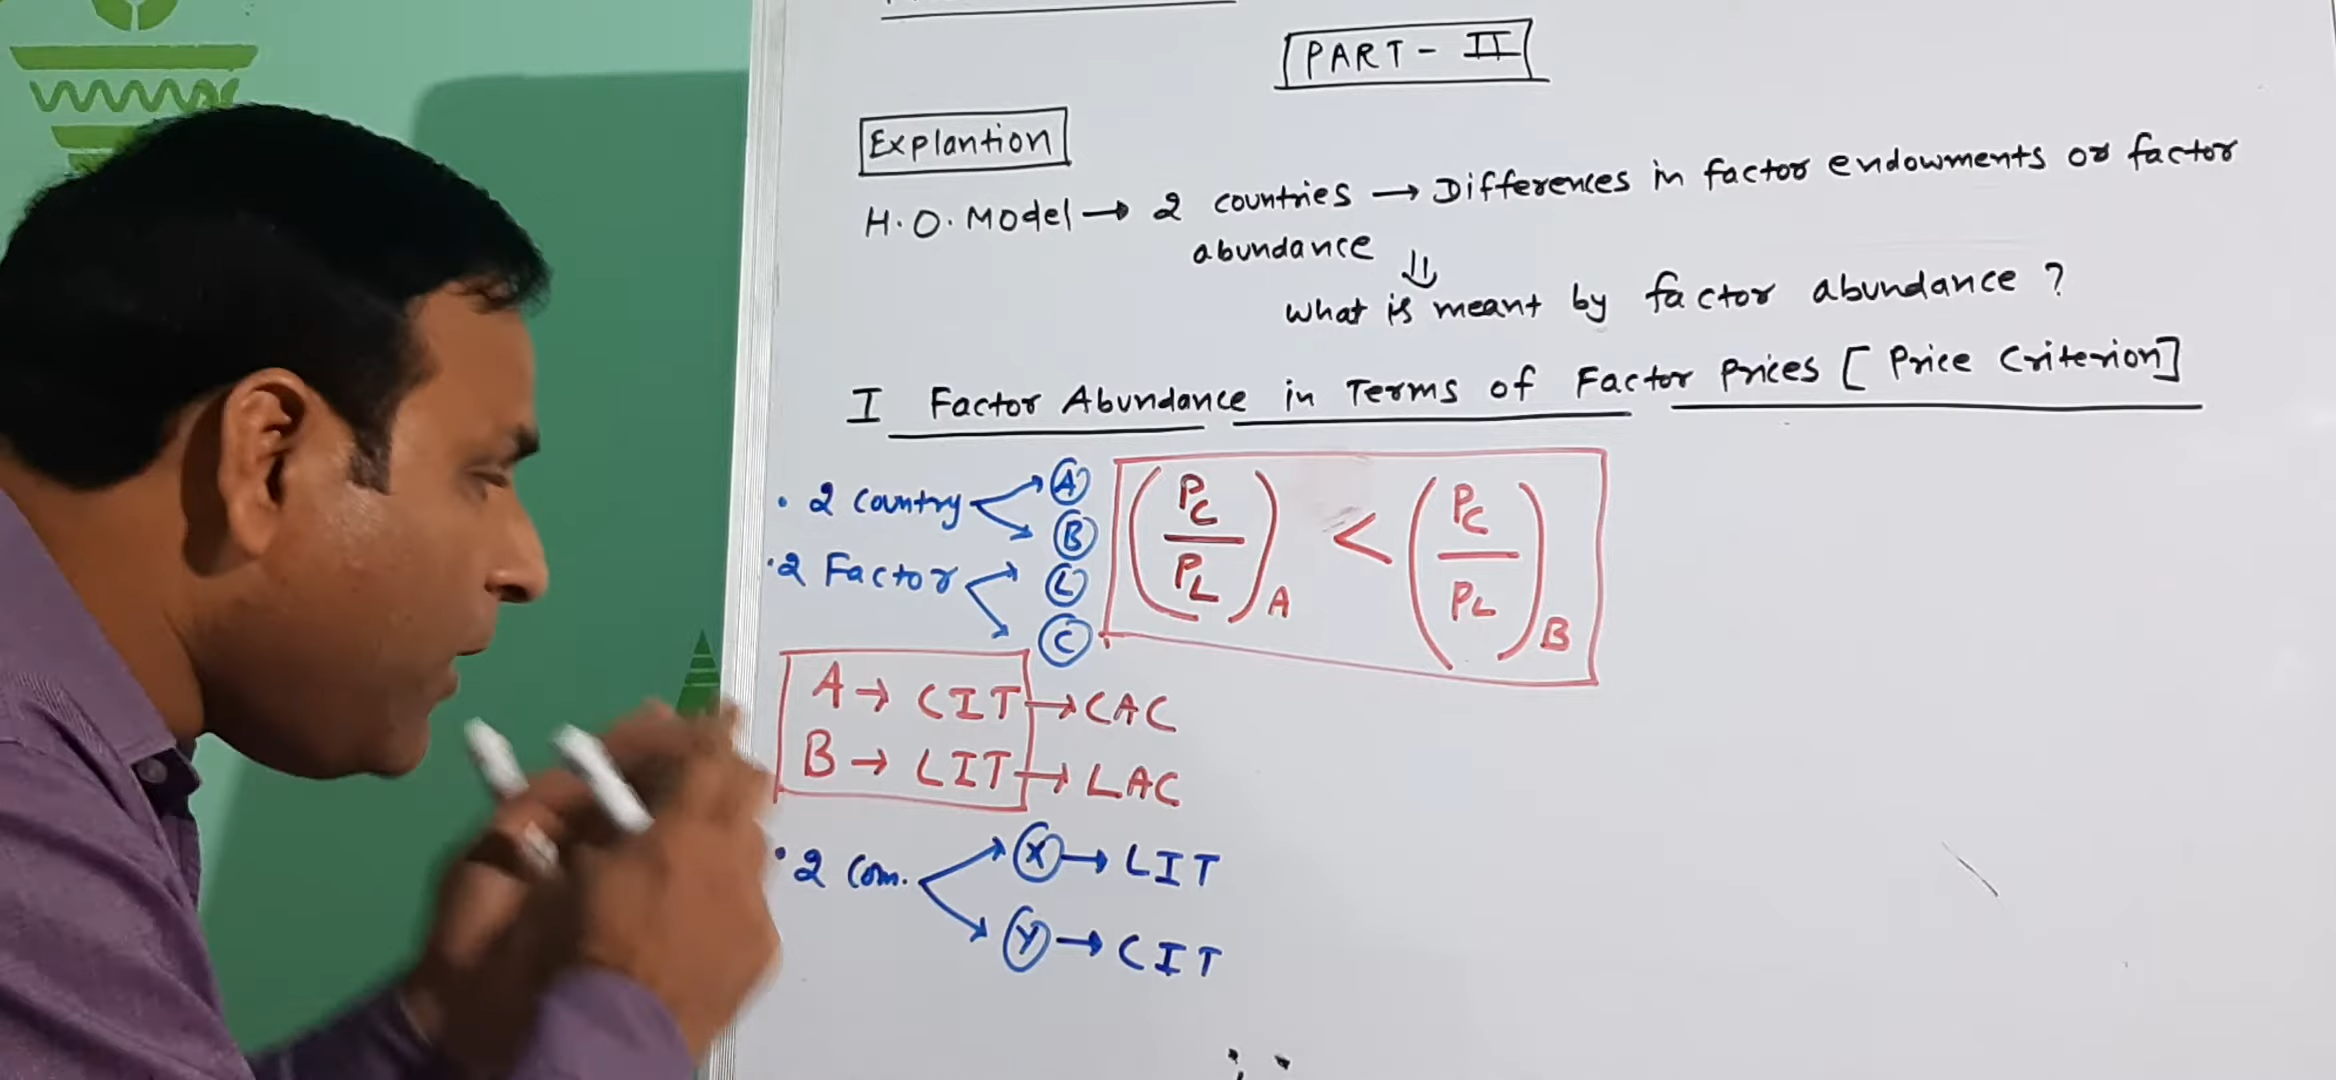 PART - II
Explantion
H.O. Model → 2 countries → Differences in factor endowments or factor
abundance ⇓
what is meant by factor abundance ?
I Factor Abundance in Terms of Factor Prices [ Price Criterion]
• 2 country A
B
• 2 Factor L
C
(PC/PL)A < (PC/PL)B
A → CIT → CAC
B → LIT → LAC
• 2 Com. X → LIT
Y → CIT